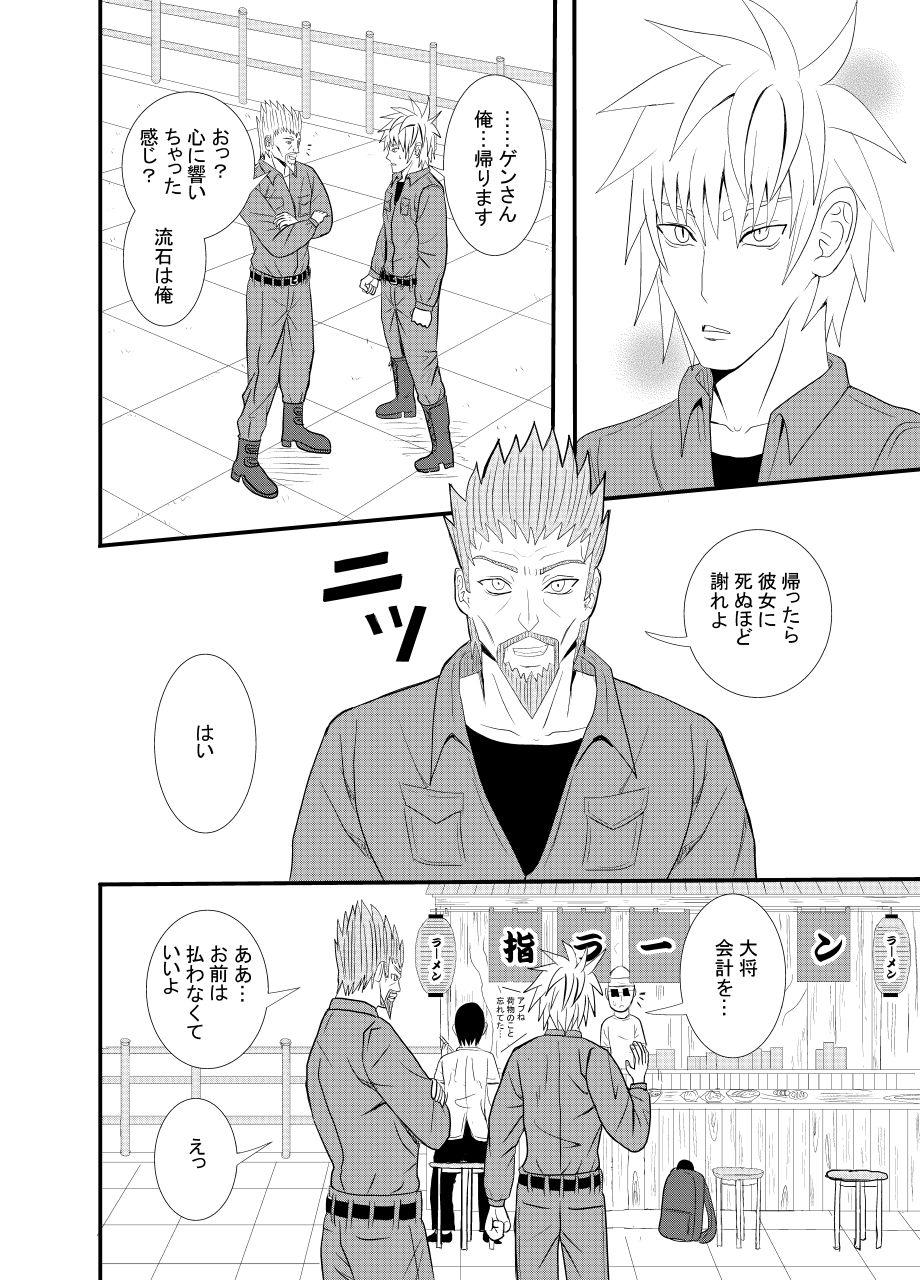 ……ゲンさん
俺…帰ります
おっ？
心に響い
ちゃった
感じ？
流石は俺
帰ったら
彼女に
死ぬほど
謝れよ
ニッ
はい
大将
会計を…
ラーメン
指ラーメン
ラーメン
アブね
荷物のこと
忘れてた…
ああ…
お前は
払わなくて
いいよ
えっ